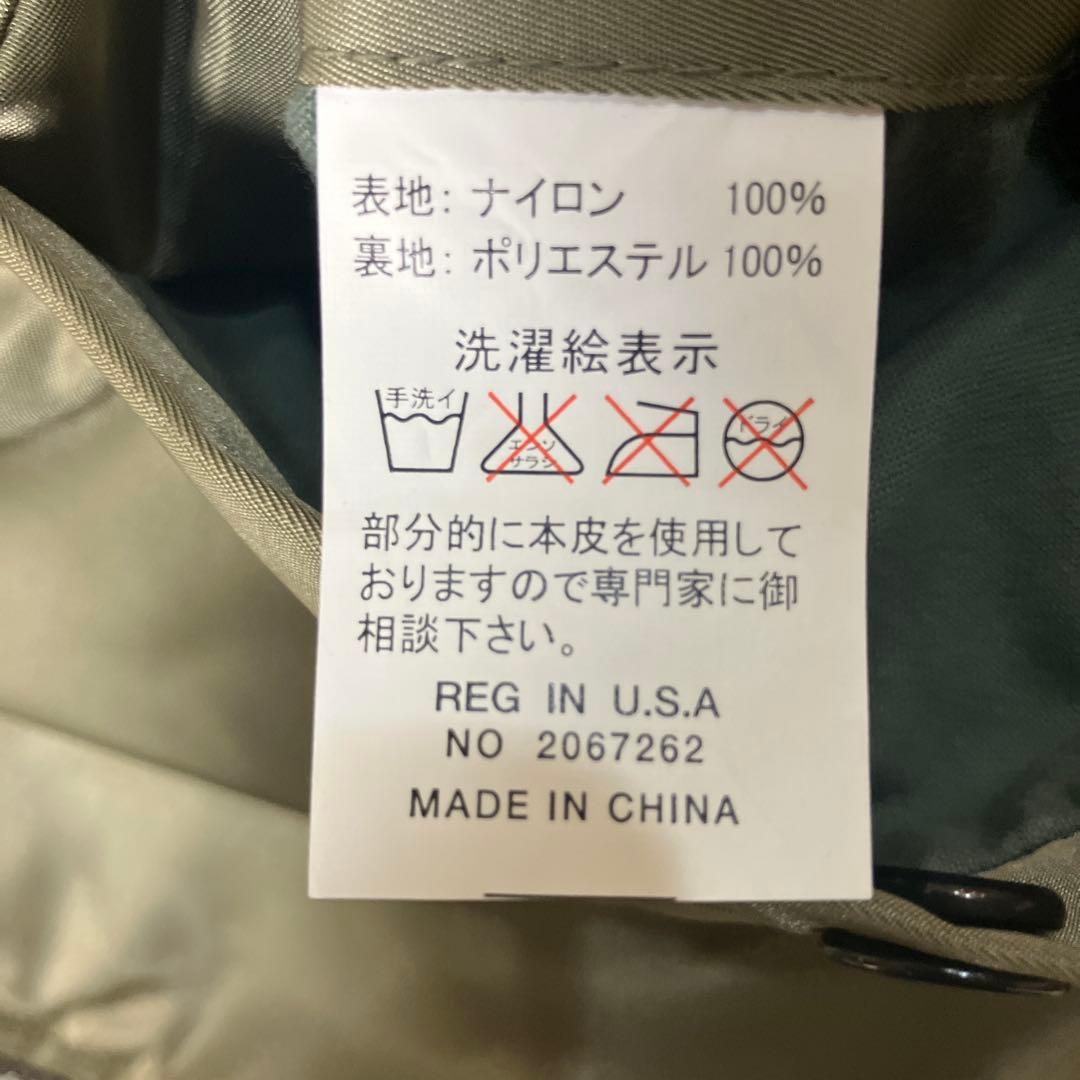 表地: ナイロン 100%
裏地: ポリエステル 100%
洗濯絵表示
手洗イ
エンソ
サラシ
ドライ
部分的に本皮を使用して
おりますので専門家に御
相談下さい。
REG IN U.S.A
NO 2067262
MADE IN CHINA